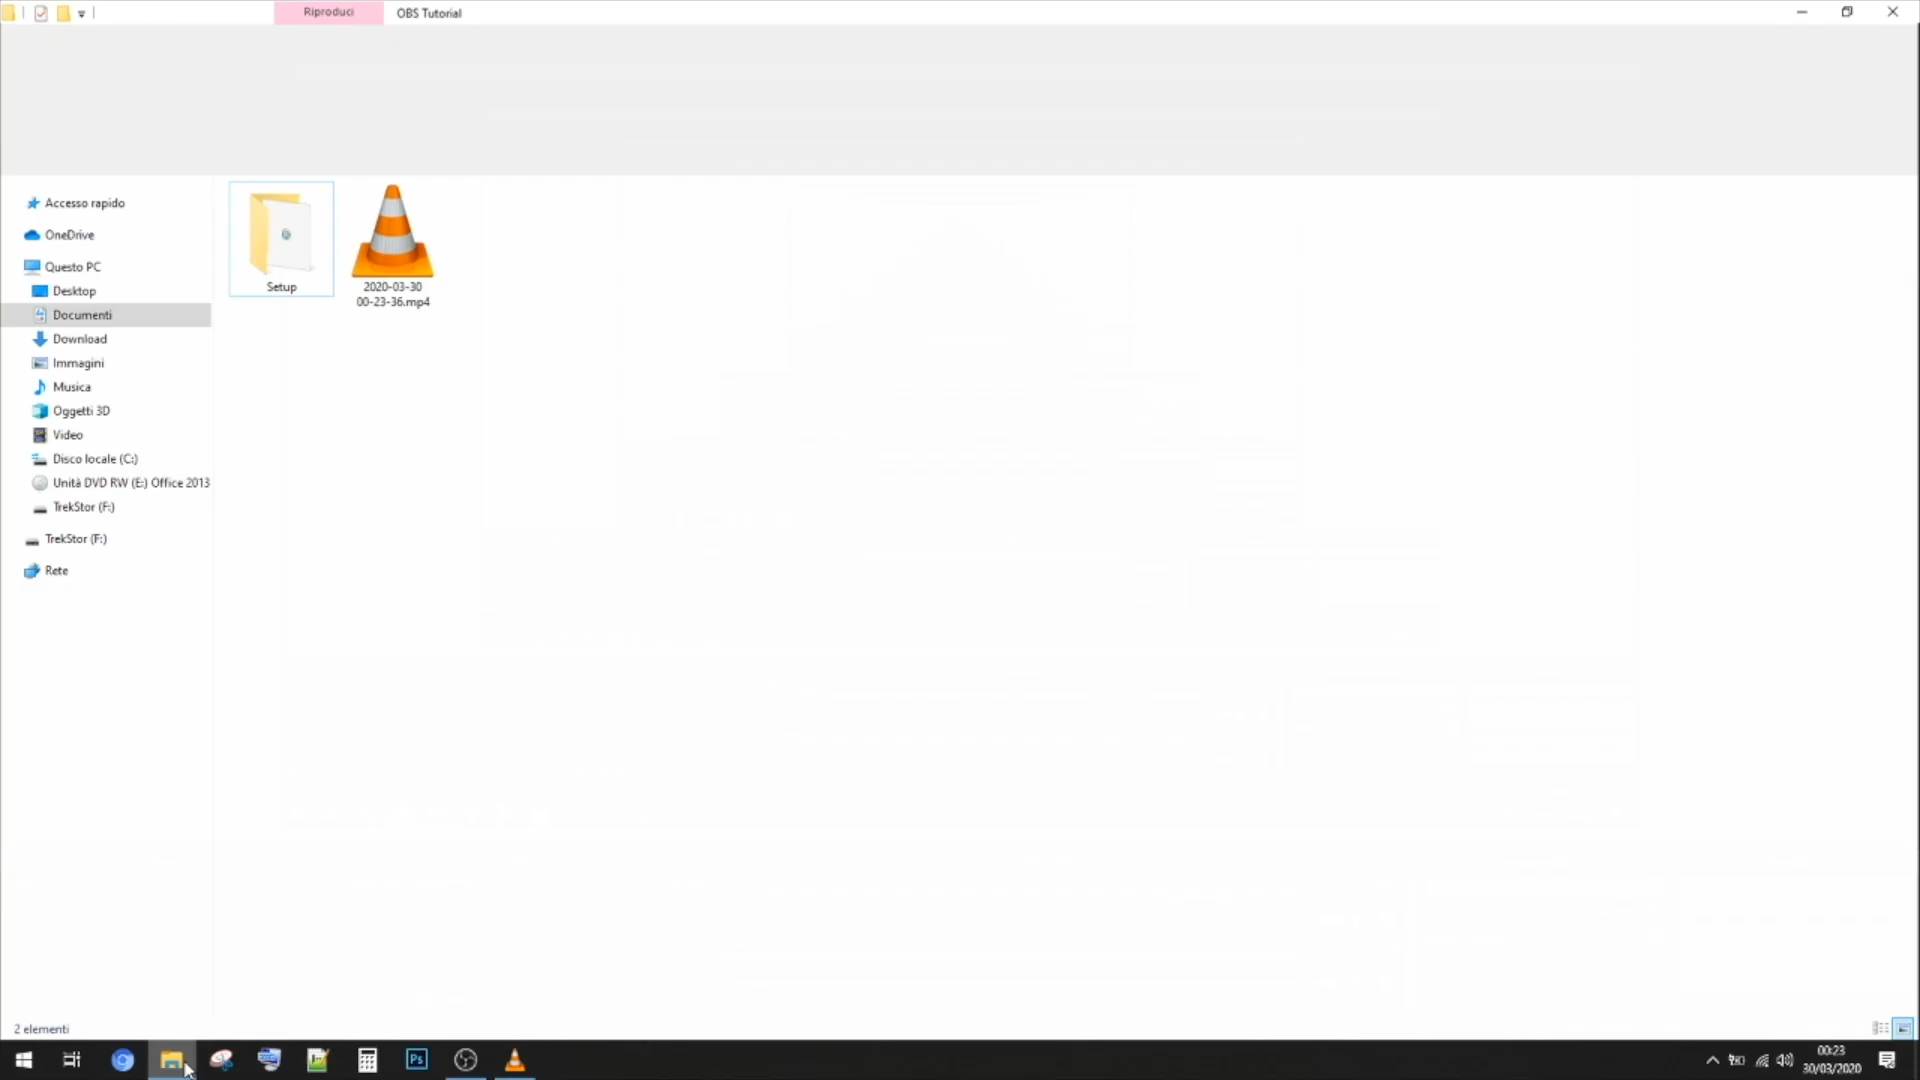 Riproduci
OBS Tutorial
Accesso rapido
OneDrive
Questo PC
Desktop
Documenti
Download
Immagini
Musica
Oggetti 3D
Video
Disco locale (C:)
Unità DVD RW (E:) Office 2013
TrekStor (F:)
TrekStor (F:)
Rete
Setup
2020-03-30
00-23-36.mp4
2 elementi
Ps
00:23
30/03/2020